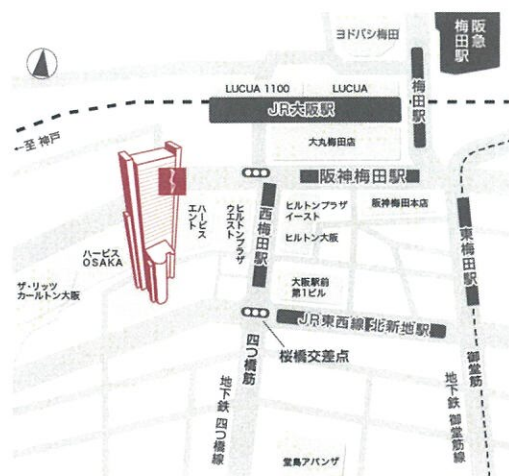 ヨドバシ梅田
阪急
梅田駅
LUCUA 1100
LUCUA
JR大阪駅
梅田駅
←至 神戸
大丸梅田店
阪神梅田駅
ハービス
エント
ヒルトンプラザ
ウエスト
西梅田駅
ヒルトンプラザ
イースト
阪神梅田本店
ヒルトン大阪
東梅田駅
ハービス
OSAKA
ザ・リッツ
カールトン大阪
大阪駅前
第1ビル
JR東西線 北新地駅
桜橋交差点
四つ橋筋
地下鉄 四つ橋線
御堂筋
地下鉄 御堂筋線
堂島アバンザ